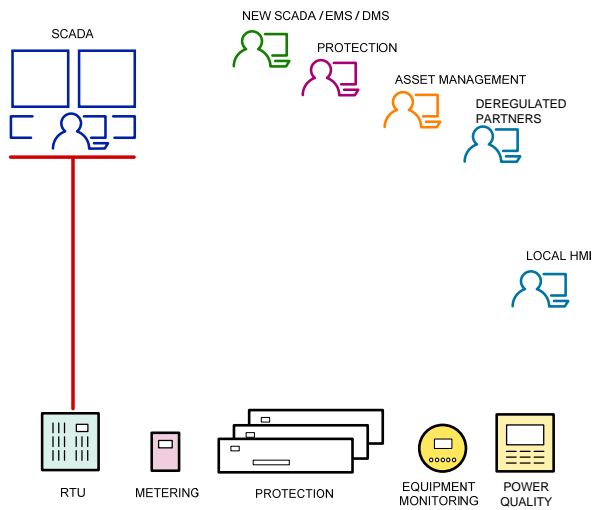 NEW SCADA / EMS / DMS
SCADA
PROTECTION
ASSET MANAGEMENT
DEREGULATED
PARTNERS
LOCAL HMI
RTU
METERING
PROTECTION
EQUIPMENT
MONITORING
POWER
QUALITY